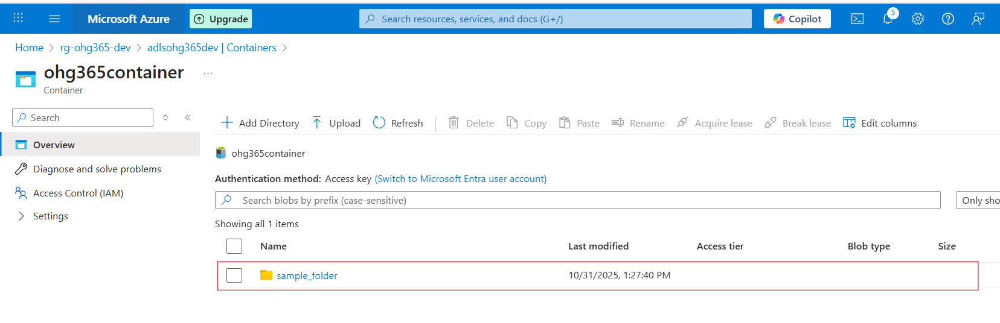 Microsoft Azure
Upgrade
Search resources, services, and docs (G+/)
Copilot
5
Home > rg-ohg365-dev > adlsohg365dev | Containers >
ohg365container ...
Container
Search
Add Directory
Upload
Refresh
Delete
Copy
Paste
Rename
Acquire lease
Break lease
Edit columns
Overview
Diagnose and solve problems
Access Control (IAM)
Settings
ohg365container
Authentication method: Access key (Switch to Microsoft Entra user account)
Search blobs by prefix (case-sensitive)
Only sho
Showing all 1 items
Name Last modified Access tier Blob type Size
sample_folder 10/31/2025, 1:27:40 PM